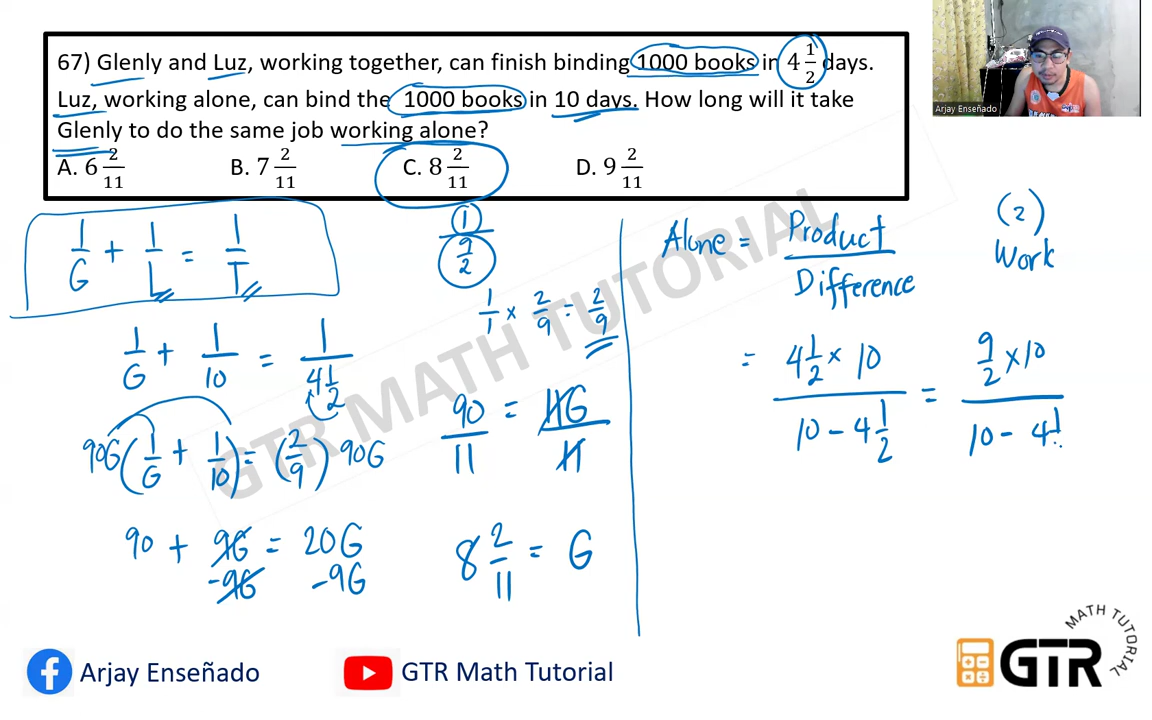 67) Glenly and Luz, working together, can finish binding 1000 books in 4 1/2 days.
Luz, working alone, can bind the 1000 books in 10 days. How long will it take
Glenly to do the same job working alone?
A. 6 2/11 B. 7 2/11 C. 8 2/11 D. 9 2/11
Arjay Enseñado
GTR MATH TUTORIAL
1/G + 1/L = 1/T
1/G + 1/10 = 1/4 1/2
90G(1/G + 1/10) = (2/9) 90G
90 + 9G = 20G
-9G -9G
1/(9/2)
1/1 × 2/9 = 2/9
90/11 = 11G/11
8 2/11 = G
Alone = Product/Difference
(2)
Work
= 4 1/2 × 10 / 10 - 4 1/2 = 9/2 × 10 / 10 - 4 1
Arjay Enseñado
GTR Math Tutorial
GTR
MATH TUTORIAL